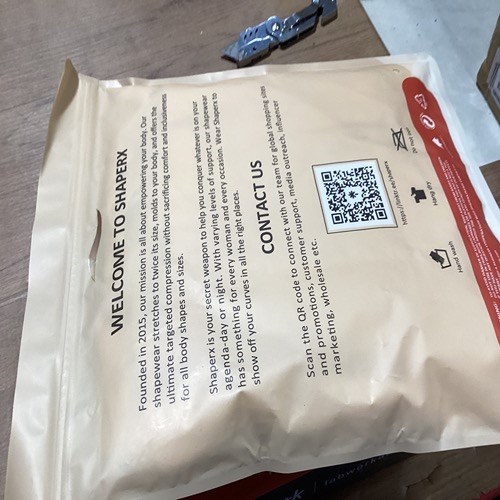 WELCOME TO SHAPERX
Founded in 2015, our mission is all about empowering your body. Our
shapewear stretches to twice its size, molds to your body, and offers the
ultimate targeted compression without sacrificing comfort and inclusiveness
for all body shapes and sizes.
Shaperx is your secret weapon to help you conquer whatever is on your
agenda-day or night. With varying levels of support, our shapewear
has something for every woman and every occasion. Wear Shaperx to
show off your curves in all the right places.
CONTACT US
Scan the QR code to connect with our team for global shopping sites
and promotions, customer support, media outreach, influencer
marketing, wholesale etc.
Hand wash
Hang dry
Do not